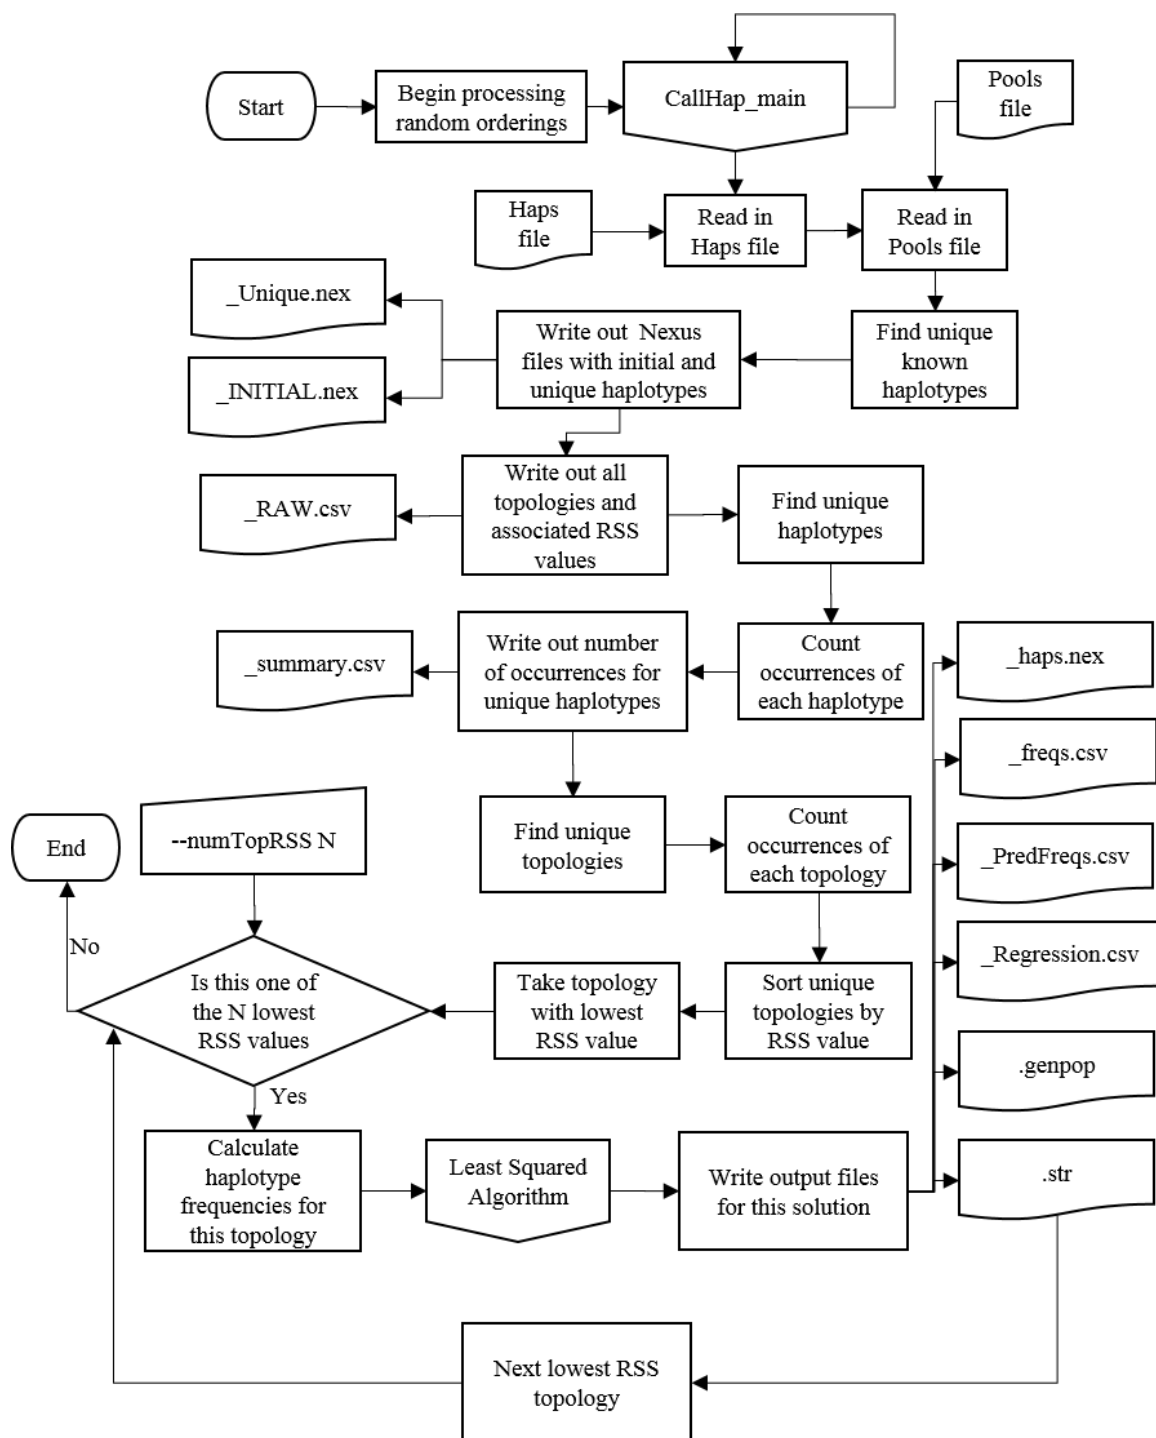 Start
Begin processing
random orderings
CallHap_main
Pools
file
Haps
file
Read in
Haps file
Read in
Pools file
_Unique.nex
_INITIAL.nex
Write out Nexus
files with initial and
unique haplotypes
Find unique
known
haplotypes
_RAW.csv
Write out all
topologies and
associated RSS
values
Find unique
haplotypes
_summary.csv
Write out number
of occurrences for
unique haplotypes
Count
occurrences of
each haplotype
_haps.nex
_freqs.csv
End
--numTopRSS N
Find unique
topologies
Count
occurrences of
each topology
_PredFreqs.csv
No
Is this one of
the N lowest
RSS values
Take topology
with lowest
RSS value
Sort unique
topologies by
RSS value
_Regression.csv
.genpop
Yes
Calculate
haplotype
frequencies for
this topology
Least Squared
Algorithm
Write output files
for this solution
.str
Next lowest RSS
topology